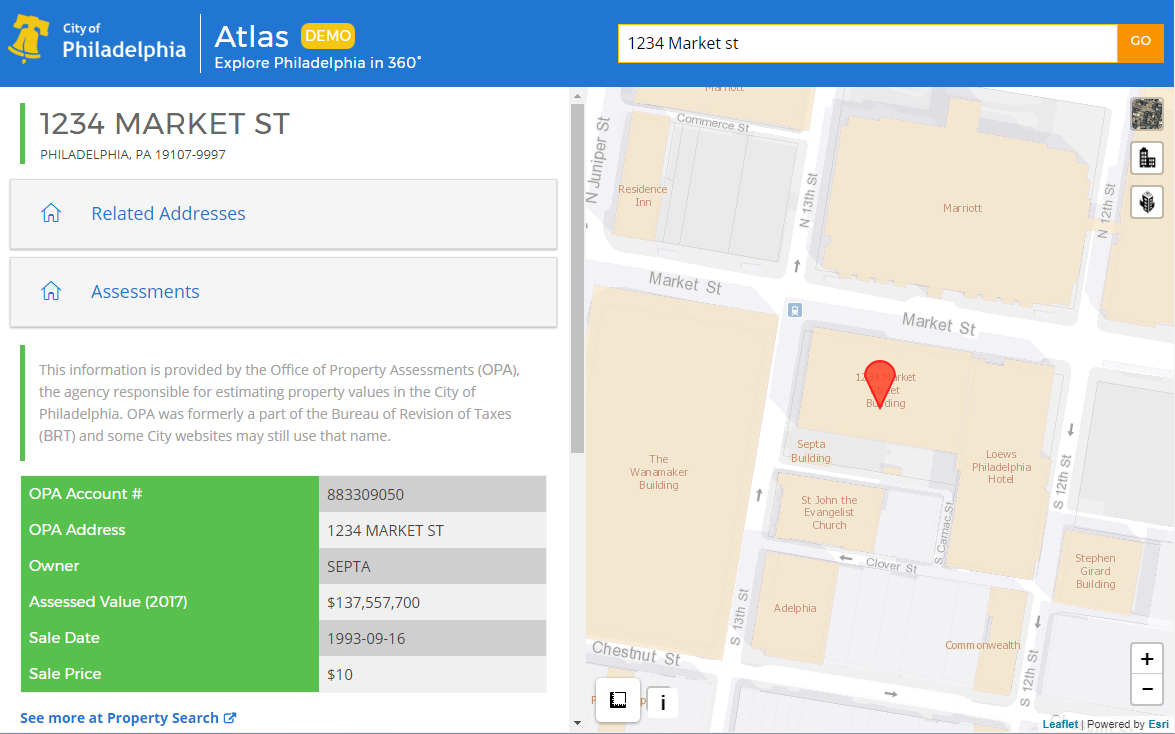 City of
Philadelphia
Atlas DEMO
Explore Philadelphia in 360°
1234 Market st
GO
1234 MARKET ST
PHILADELPHIA, PA 19107-9997
Related Addresses
Assessments
This information is provided by the Office of Property Assessments (OPA),
the agency responsible for estimating property values in the City of
Philadelphia. OPA was formerly a part of the Bureau of Revision of Taxes
(BRT) and some City websites may still use that name.
OPA Account # 883309050
OPA Address 1234 MARKET ST
Owner SEPTA
Assessed Value (2017) $137,557,700
Sale Date 1993-09-16
Sale Price $10
See more at Property Search
Marriott
Commerce St
N Juniper St
Residence
Inn
N 13th St
Marriott
N 12th St
Market St
Market St
1234 Market
Street
Building
Septa
Building
The
Wanamaker
Building
Loews
Philadelphia
Hotel
S 12th St
St John the
Evangelist
Church
S Camac St
Clover St
Stephen
Girard
Building
Adelphia
S 13th St
Commonwealth
Chestnut St
S 12th St
i
+
−
Leaflet | Powered by Esri